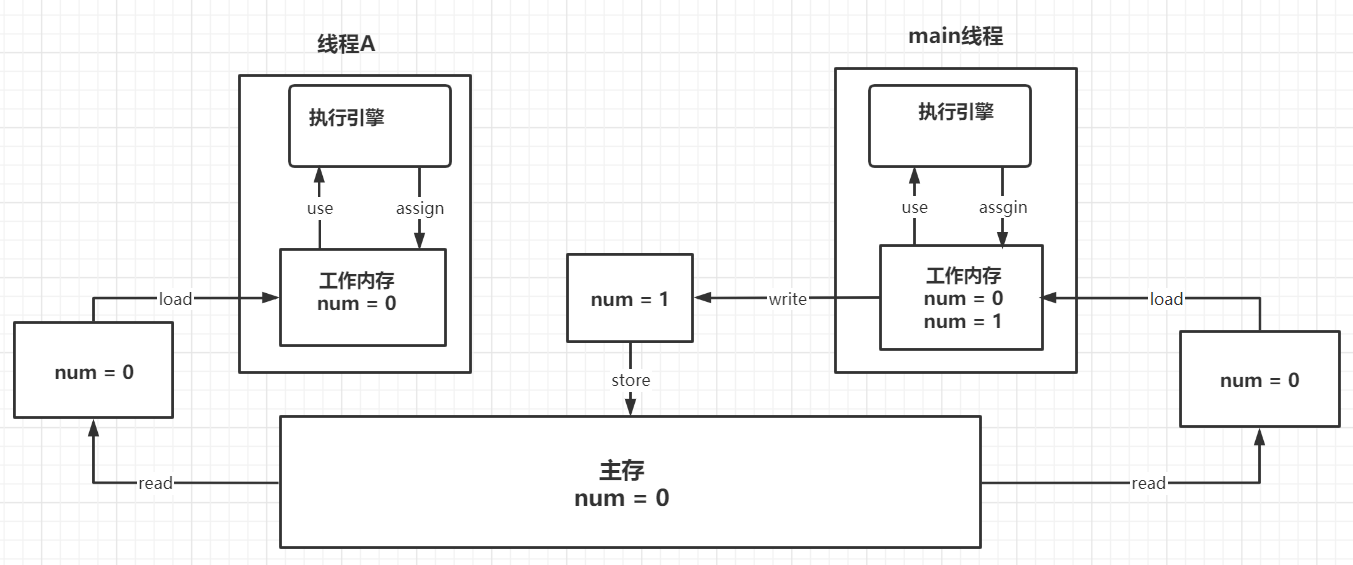 线程A
main线程
执行引擎
执行引擎
use
assign
use
assgin
工作内存
num = 0
工作内存
num = 0
num = 1
load
num = 1
write
load
num = 0
num = 0
store
主存
num = 0
read
read